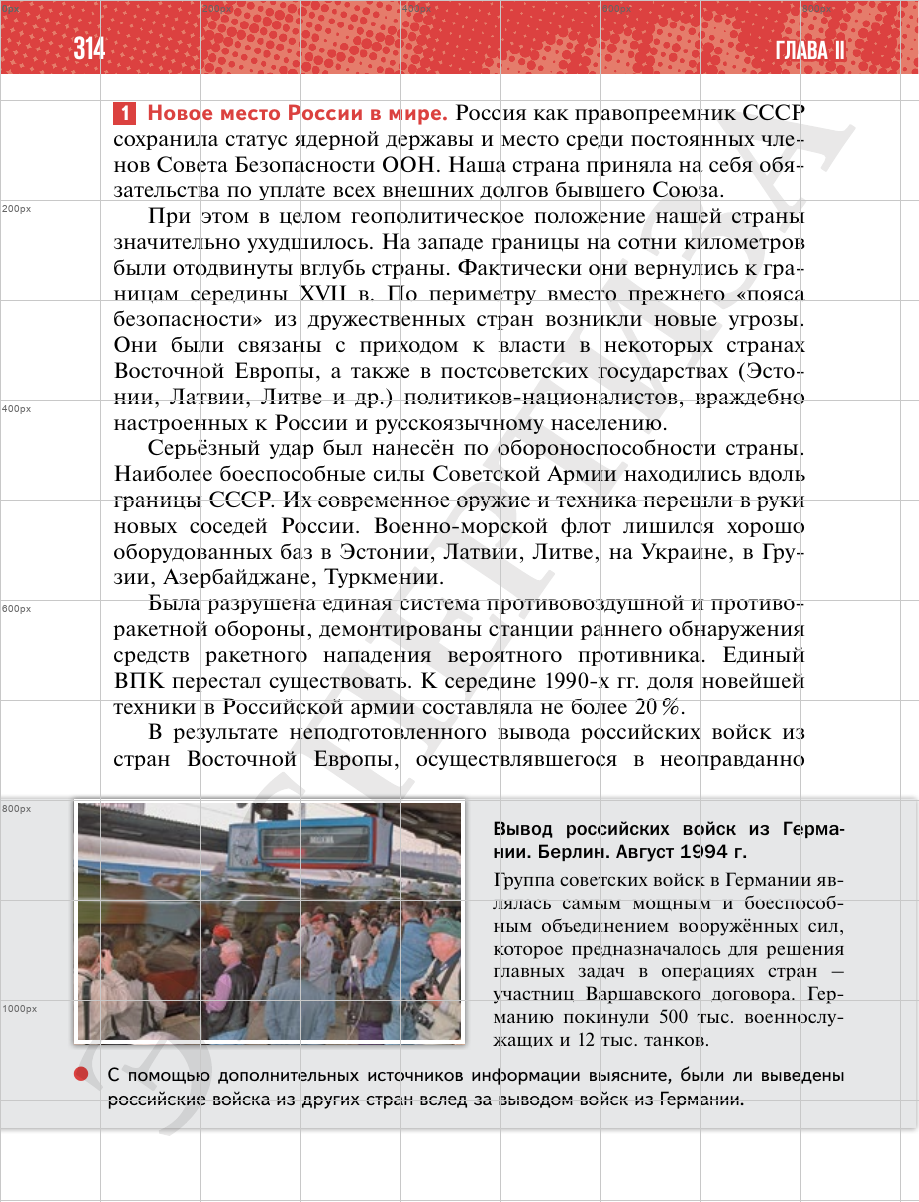 314
ГЛАВА II
1 Новое место России в мире. Россия как правопреемник СССР
сохранила статус ядерной державы и место среди постоянных чле-
нов Совета Безопасности ООН. Наша страна приняла на себя обя-
зательства по уплате всех внешних долгов бывшего Союза.
При этом в целом геополитическое положение нашей страны
значительно ухудшилось. На западе границы на сотни километров
были отодвинуты вглубь страны. Фактически они вернулись к гра-
ницам середины XVII в. По периметру вместо прежнего «пояса
безопасности» из дружественных стран возникли новые угрозы.
Они были связаны с приходом к власти в некоторых странах
Восточной Европы, а также в постсоветских государствах (Эсто-
нии, Латвии, Литве и др.) политиков-националистов, враждебно
настроенных к России и русскоязычному населению.
Серьёзный удар был нанесён по обороноспособности страны.
Наиболее боеспособные силы Советской Армии находились вдоль
границы СССР. Их современное оружие и техника перешли в руки
новых соседей России. Военно-морской флот лишился хорошо
оборудованных баз в Эстонии, Латвии, Литве, на Украине, в Гру-
зии, Азербайджане, Туркмении.
Была разрушена единая система противовоздушной и противо-
ракетной обороны, демонтированы станции раннего обнаружения
средств ракетного нападения вероятного противника. Единый
ВПК перестал существовать. К середине 1990-х гг. доля новейшей
техники в Российской армии составляла не более 20 %.
В результате неподготовленного вывода российских войск из
стран Восточной Европы, осуществлявшегося в неоправданно
Вывод российских войск из Герма-
нии. Берлин. Август 1994 г.
Группа советских войск в Германии яв-
лялась самым мощным и боеспособ-
ным объединением вооружённых сил,
которое предназначалось для решения
главных задач в операциях стран —
участниц Варшавского договора. Гер-
манию покинули 500 тыс. военнослу-
жащих и 12 тыс. танков.
С помощью дополнительных источников информации выясните, были ли выведены
российские войска из других стран вслед за выводом войск из Германии.
ЭКСПЕРТИЗА
200px
400px
600px
800px
1000px